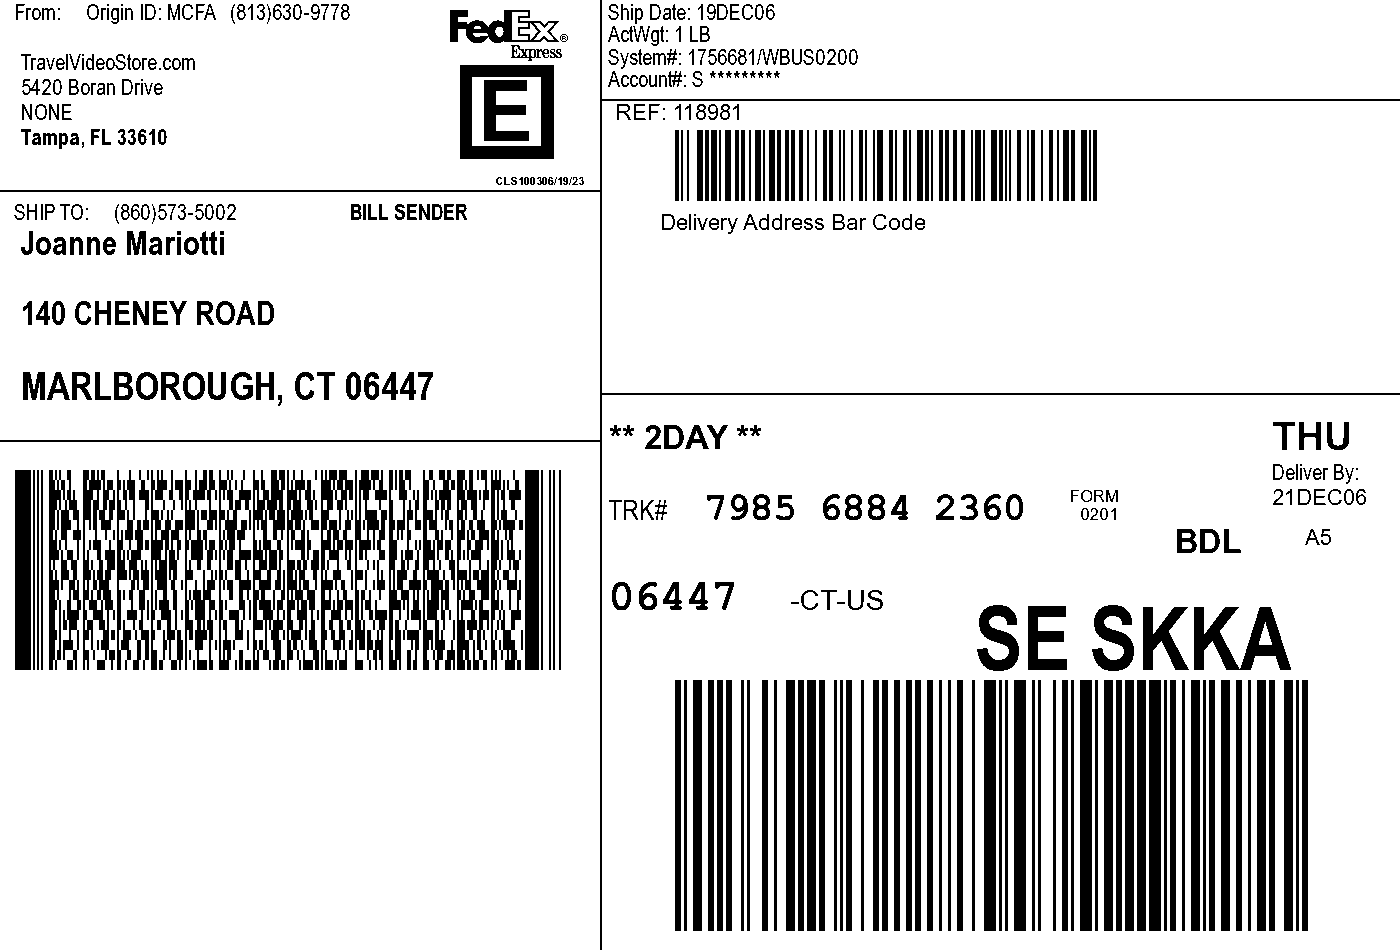 From: Origin ID: MCFA (813)630-9778
TravelVideoStore.com
5420 Boran Drive
NONE
Tampa, FL 33610
FedEx®
Express
E
CLS100306/19/23
Ship Date: 19DEC06
ActWgt: 1 LB
System#: 1756681/WBUS0200
Account#: S *********
REF: 118981
Delivery Address Bar Code
SHIP TO: (860)573-5002 BILL SENDER
Joanne Mariotti
140 CHENEY ROAD
MARLBOROUGH, CT 06447
** 2DAY **
THU
Deliver By:
21DEC06
TRK# 7985 6884 2360 FORM
0201
BDL A5
06447 -CT-US
SE SKKA